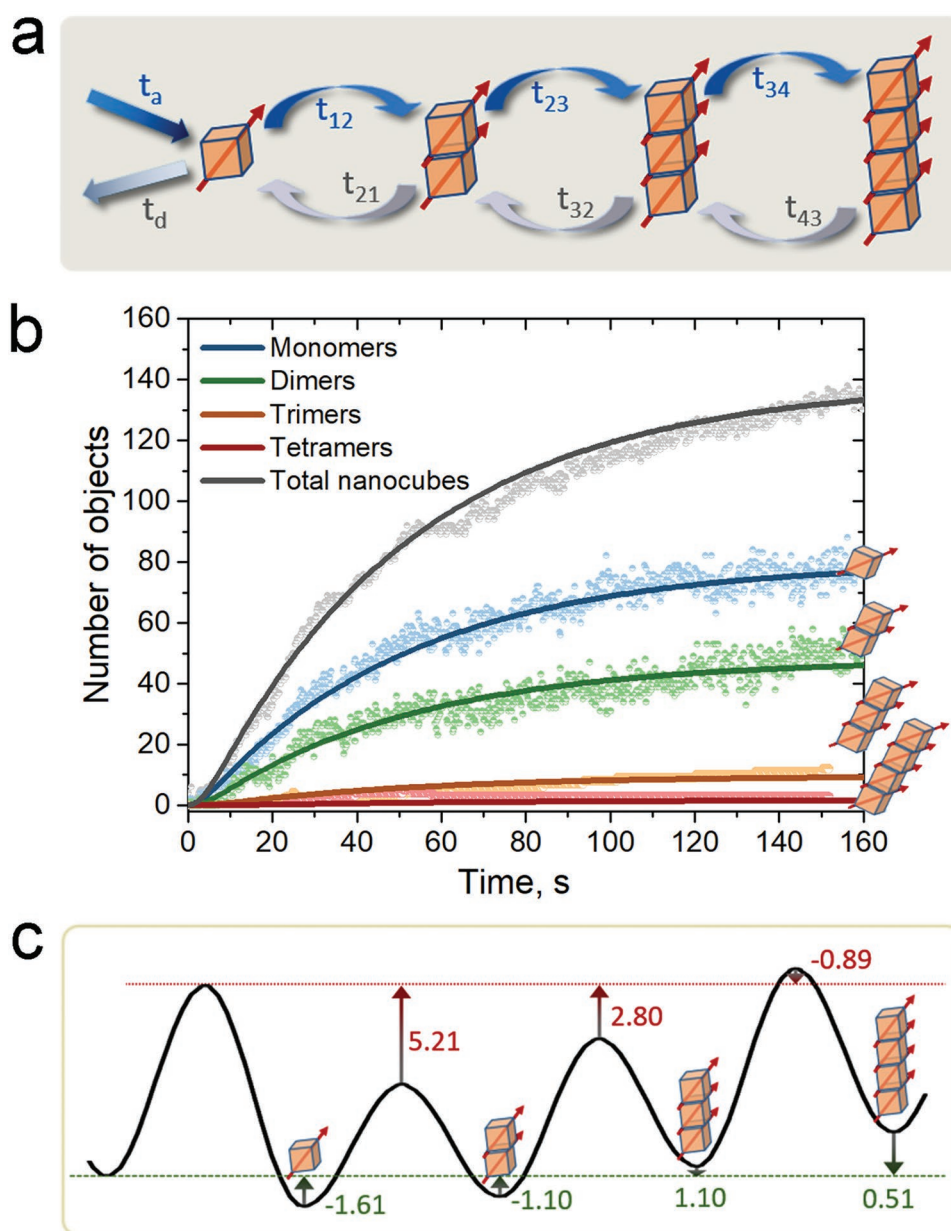 a
t_a
t_12
t_23
t_34
t_d
t_21
t_32
t_43
b
160
140
120
100
80
60
40
20
0
Number of objects
Monomers
Dimers
Trimers
Tetramers
Total nanocubes
0 20 40 60 80 100 120 140 160
Time, s
c
-0.89
5.21
2.80
-1.61
-1.10
1.10
0.51